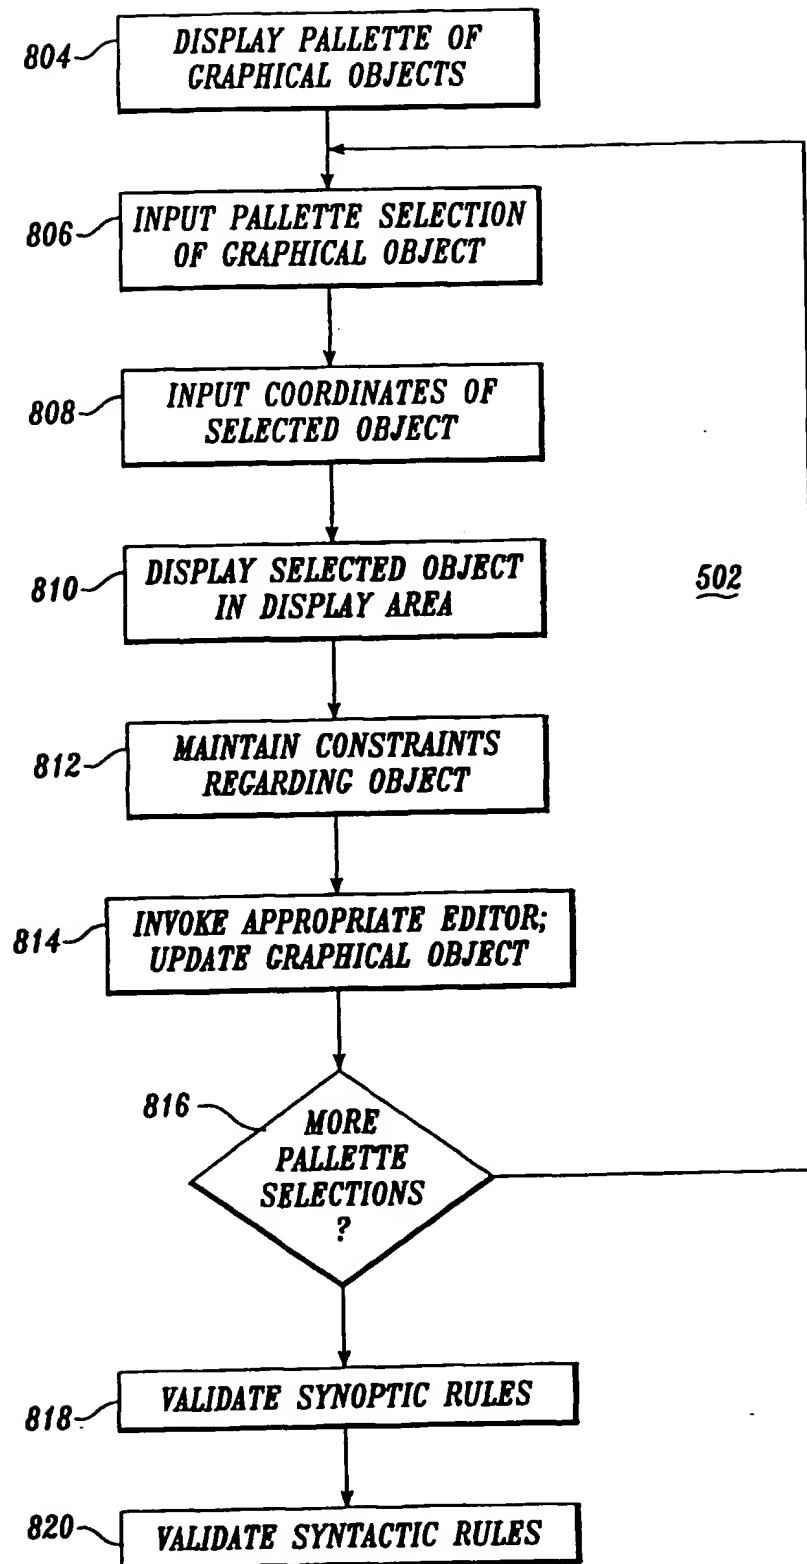 804
DISPLAY PALLETTE OF
GRAPHICAL OBJECTS
806
INPUT PALLETTE SELECTION
OF GRAPHICAL OBJECT
808
INPUT COORDINATES OF
SELECTED OBJECT
810
DISPLAY SELECTED OBJECT
IN DISPLAY AREA
502
812
MAINTAIN CONSTRAINTS
REGARDING OBJECT
814
INVOKE APPROPRIATE EDITOR;
UPDATE GRAPHICAL OBJECT
816
MORE
PALLETTE
SELECTIONS
?
818
VALIDATE SYNOPTIC RULES
820
VALIDATE SYNTACTIC RULES